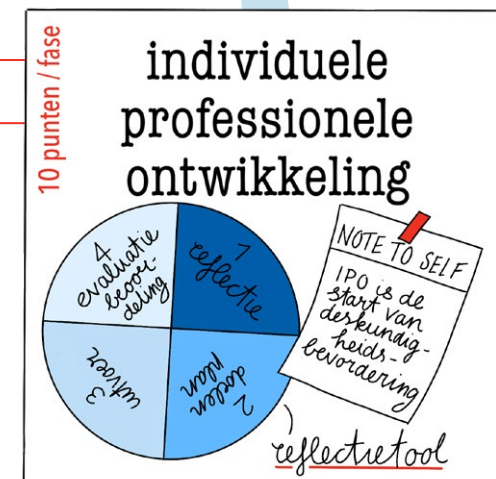 10 punten / fase
individuele
professionele
ontwikkeling
1
reflectie
2
doelen
plan
3
uitvoer
4
evaluatie
beoor-
deling
NOTE TO SELF
IPO is de
start van
deskundig-
heids-
bevordering
reflectietool